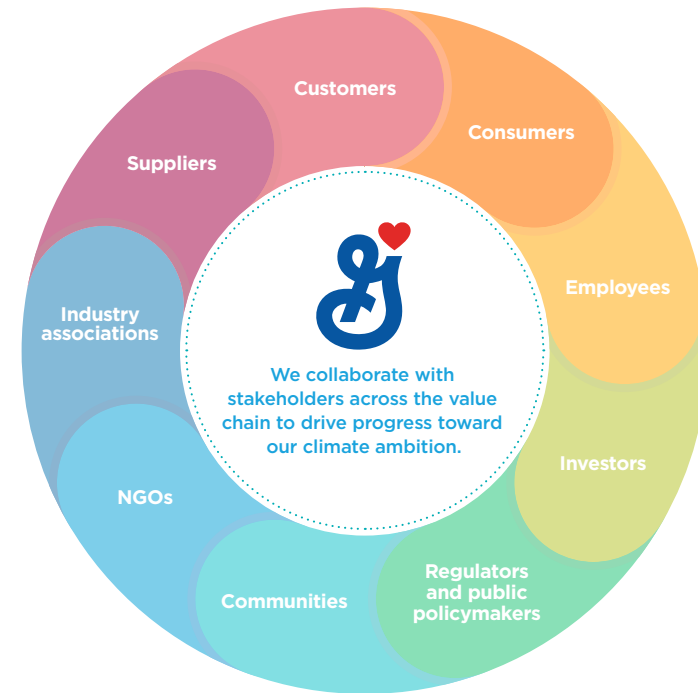 Customers
Consumers
Suppliers
Employees
Industry
associations
We collaborate with
stakeholders across the value
chain to drive progress toward
our climate ambition.
Investors
NGOs
Regulators
and public
policymakers
Communities